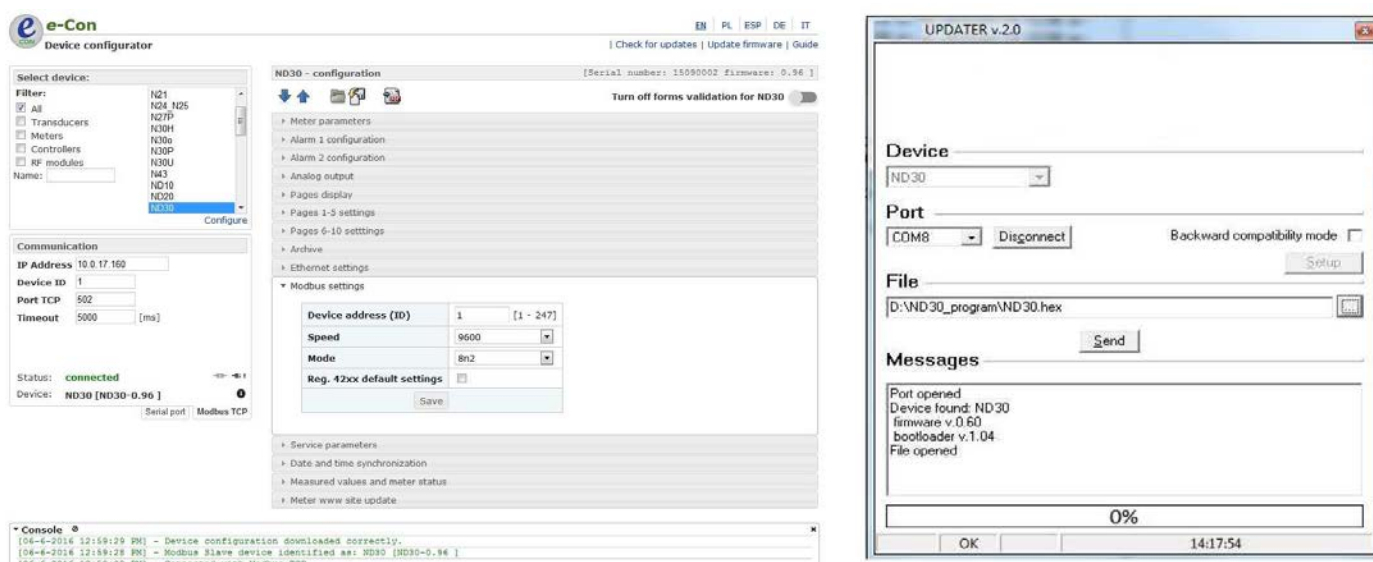 e-Con
CON
Device configurator
EN | PL | ESP | DE | IT
| Check for updates | Update firmware | Guide
Select device:
Filter:
All
Transducers
Meters
Controllers
RF modules
Name:
N21
N24_N25
N27P
N30H
N30o
N30P
N30U
N43
ND10
ND20
ND30
Configure
Communication
IP Address 10.0.17.160
Device ID 1
Port TCP 502
Timeout 5000 [ms]
Status: connected
Device: ND30 [ND30-0.96 ]
Serial port Modbus TCP
ND30 - configuration [Serial number: 15090002 firmware: 0.96 ]
Turn off forms validation for ND30
Meter parameters
Alarm 1 configuration
Alarm 2 configuration
Analog output
Pages display
Pages 1-5 settings
Pages 6-10 setttings
Archive
Ethernet settings
Modbus settings
Device address (ID) 1 [1 - 247]
Speed 9600
Mode 8n2
Reg. 42xx default settings
Save
Service parameters
Date and time synchronization
Measured values and meter status
Meter www site update
Console
[06-6-2016 12:59:29 PM] - Device configuration downloaded correctly.
[06-6-2016 12:59:28 PM] - Modbus Slave device identified as: ND30 [ND30-0.96 ]
UPDATER v.2.0
Device
ND30
Port
COM8 Disconnect Backward compatibility mode
Setup
File
D:\ND30_program\ND30.hex
...
Send
Messages
Port opened
Device found: ND30
firmware v.0.60
bootloader v.1.04
File opened
0%
OK 14:17:54